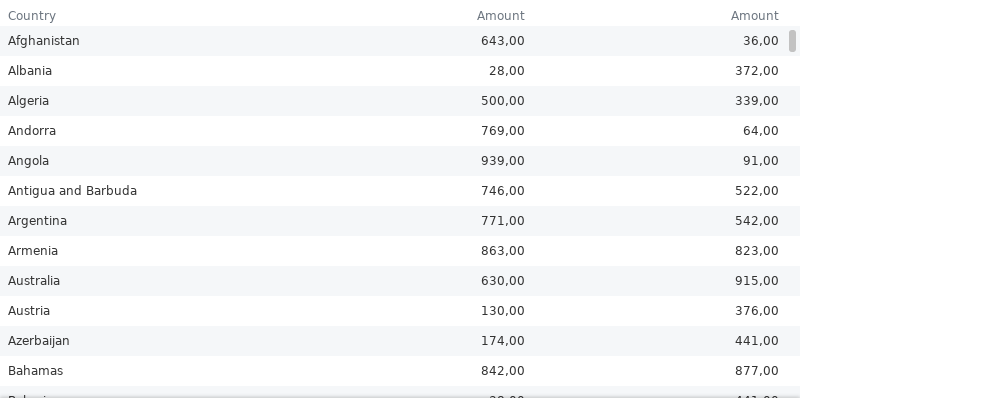 Country Amount Amount
Afghanistan 643,00 36,00
Albania 28,00 372,00
Algeria 500,00 339,00
Andorra 769,00 64,00
Angola 939,00 91,00
Antigua and Barbuda 746,00 522,00
Argentina 771,00 542,00
Armenia 863,00 823,00
Australia 630,00 915,00
Austria 130,00 376,00
Azerbaijan 174,00 441,00
Bahamas 842,00 877,00